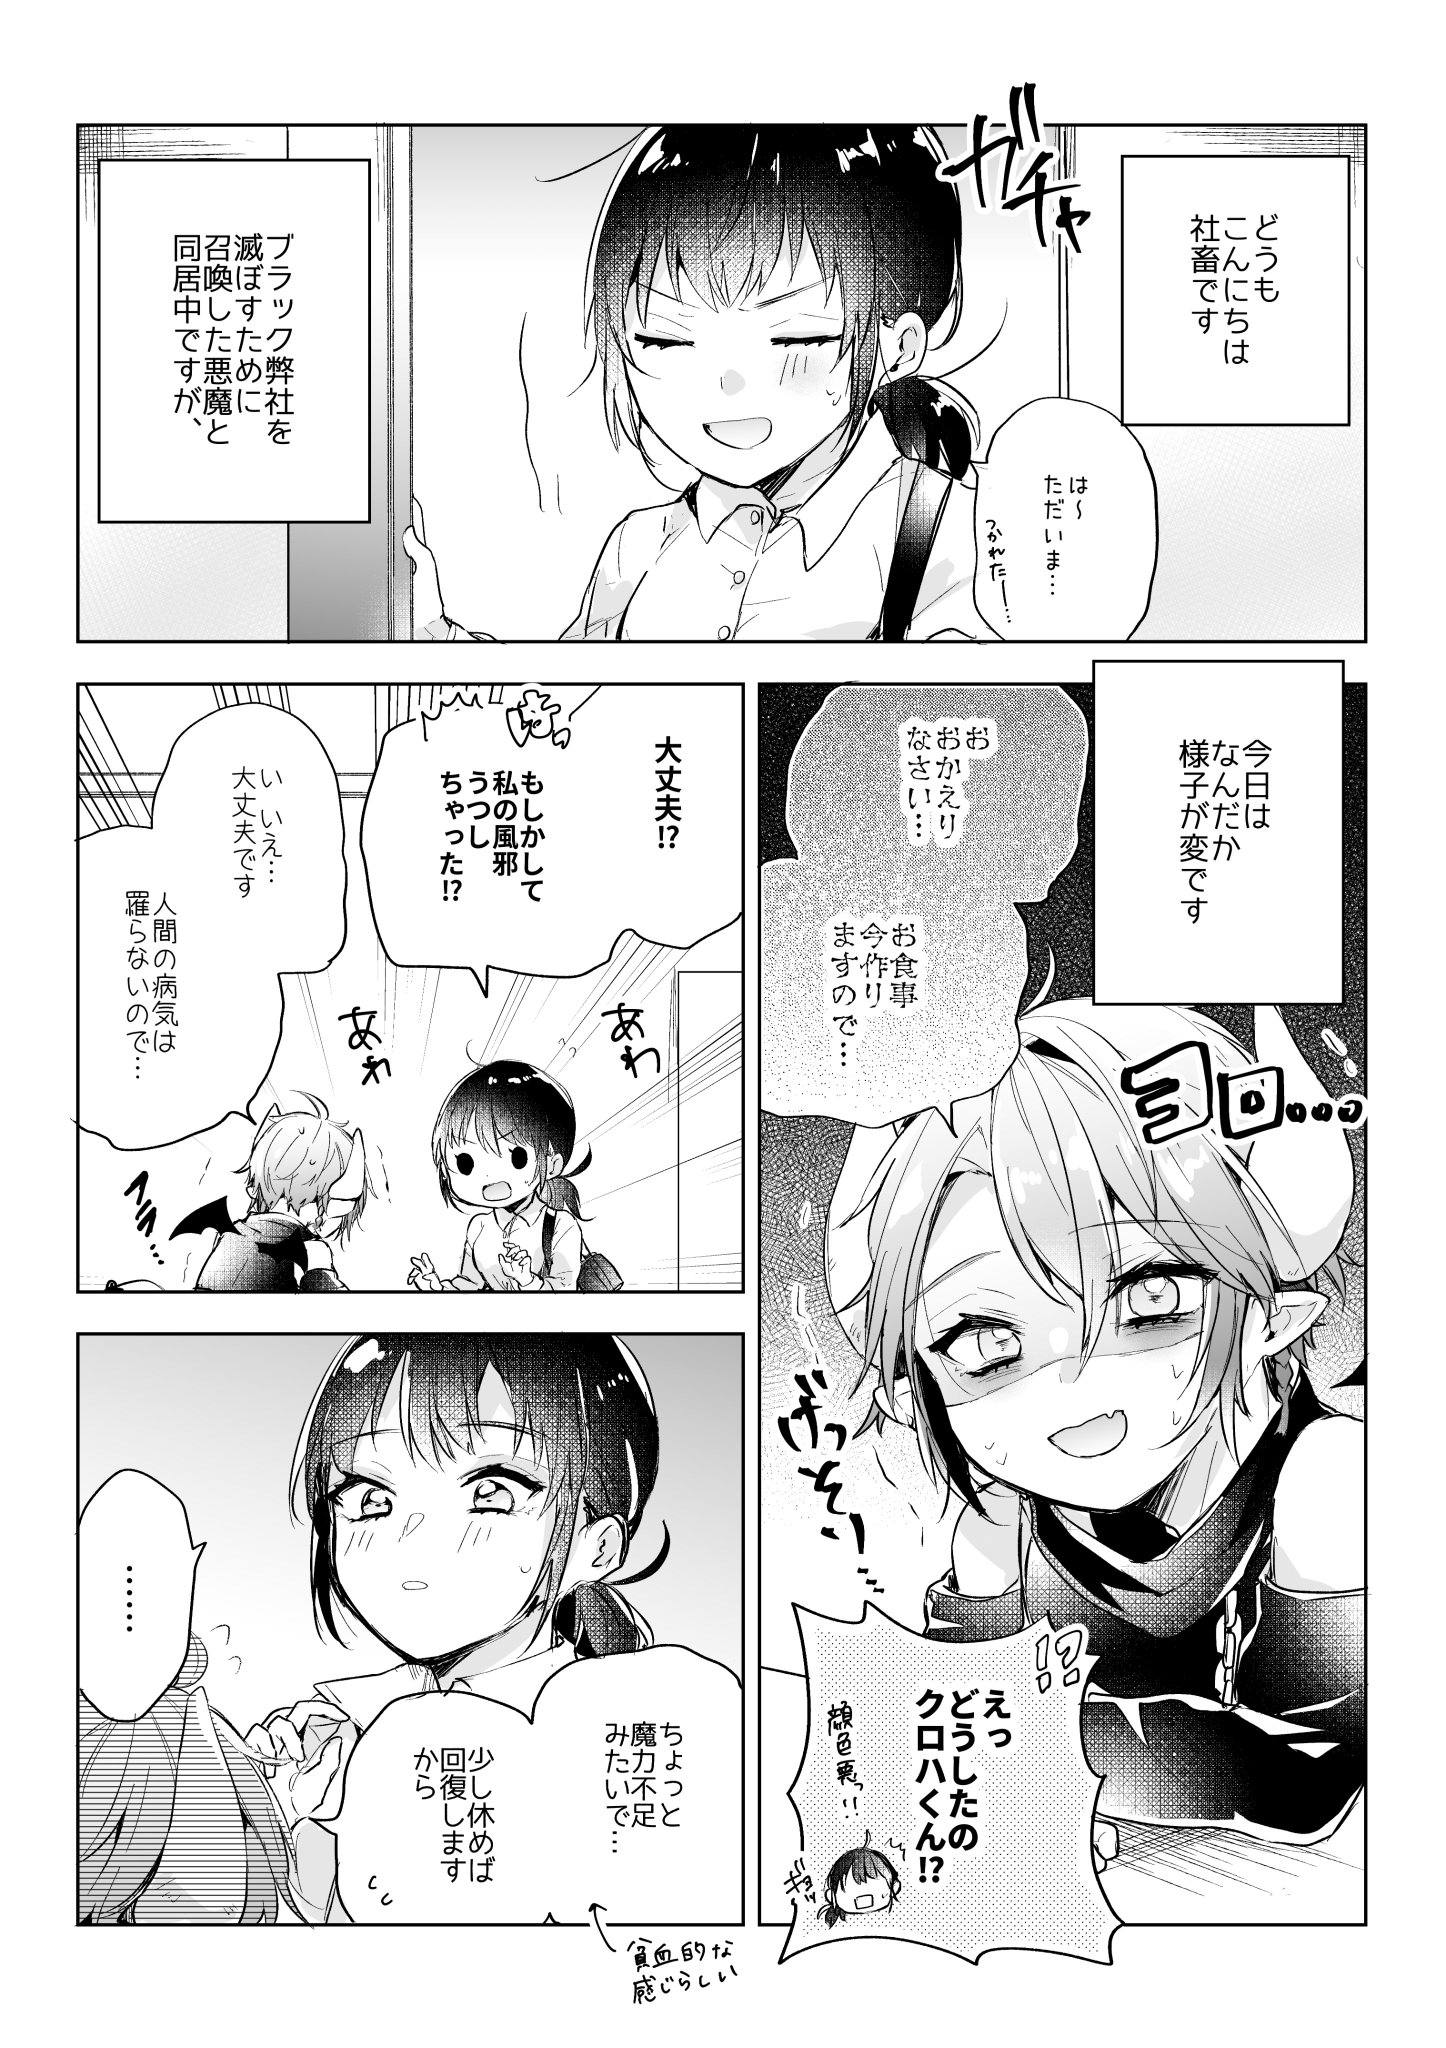 どうも
こんにちは
社畜です
ガチャ
は～
ただいま…
つかれたー…
ブラック弊社を
滅ぼすために
召喚した悪魔と
同居中ですが、
今日は
なんだか
様子が変です
お
おかえり
なさい…
お食事
今作り
ますので…
ヨロ...
げっそー
えっ
どうしたの
クロハくん!?
!?
顔色悪っ!!
ギョッ
大丈夫!?
もしかして
私の風邪
うつし
ちゃった!?
あわ
あわ
い いえ…
大丈夫です
人間の病気は
罹らないので…
フラ…
ちょっと
魔力不足
みたいで…
少し休めば
回復します
から
貧血的な
感じらしい
……